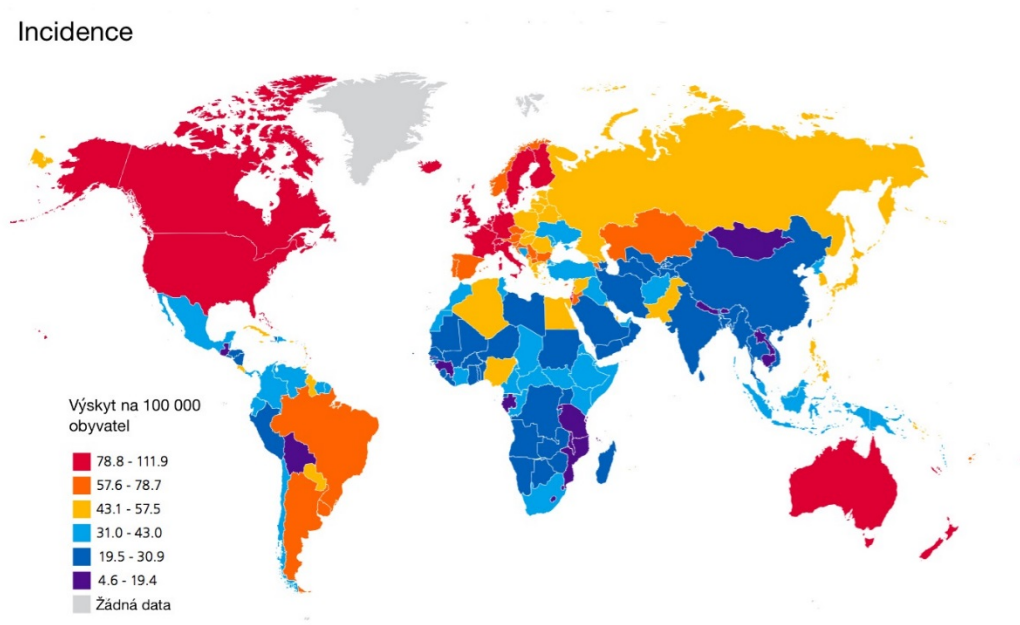 Incidence
Výskyt na 100 000
obyvatel
78.8 - 111.9
57.6 - 78.7
43.1 - 57.5
31.0 - 43.0
19.5 - 30.9
4.6 - 19.4
Žádná data